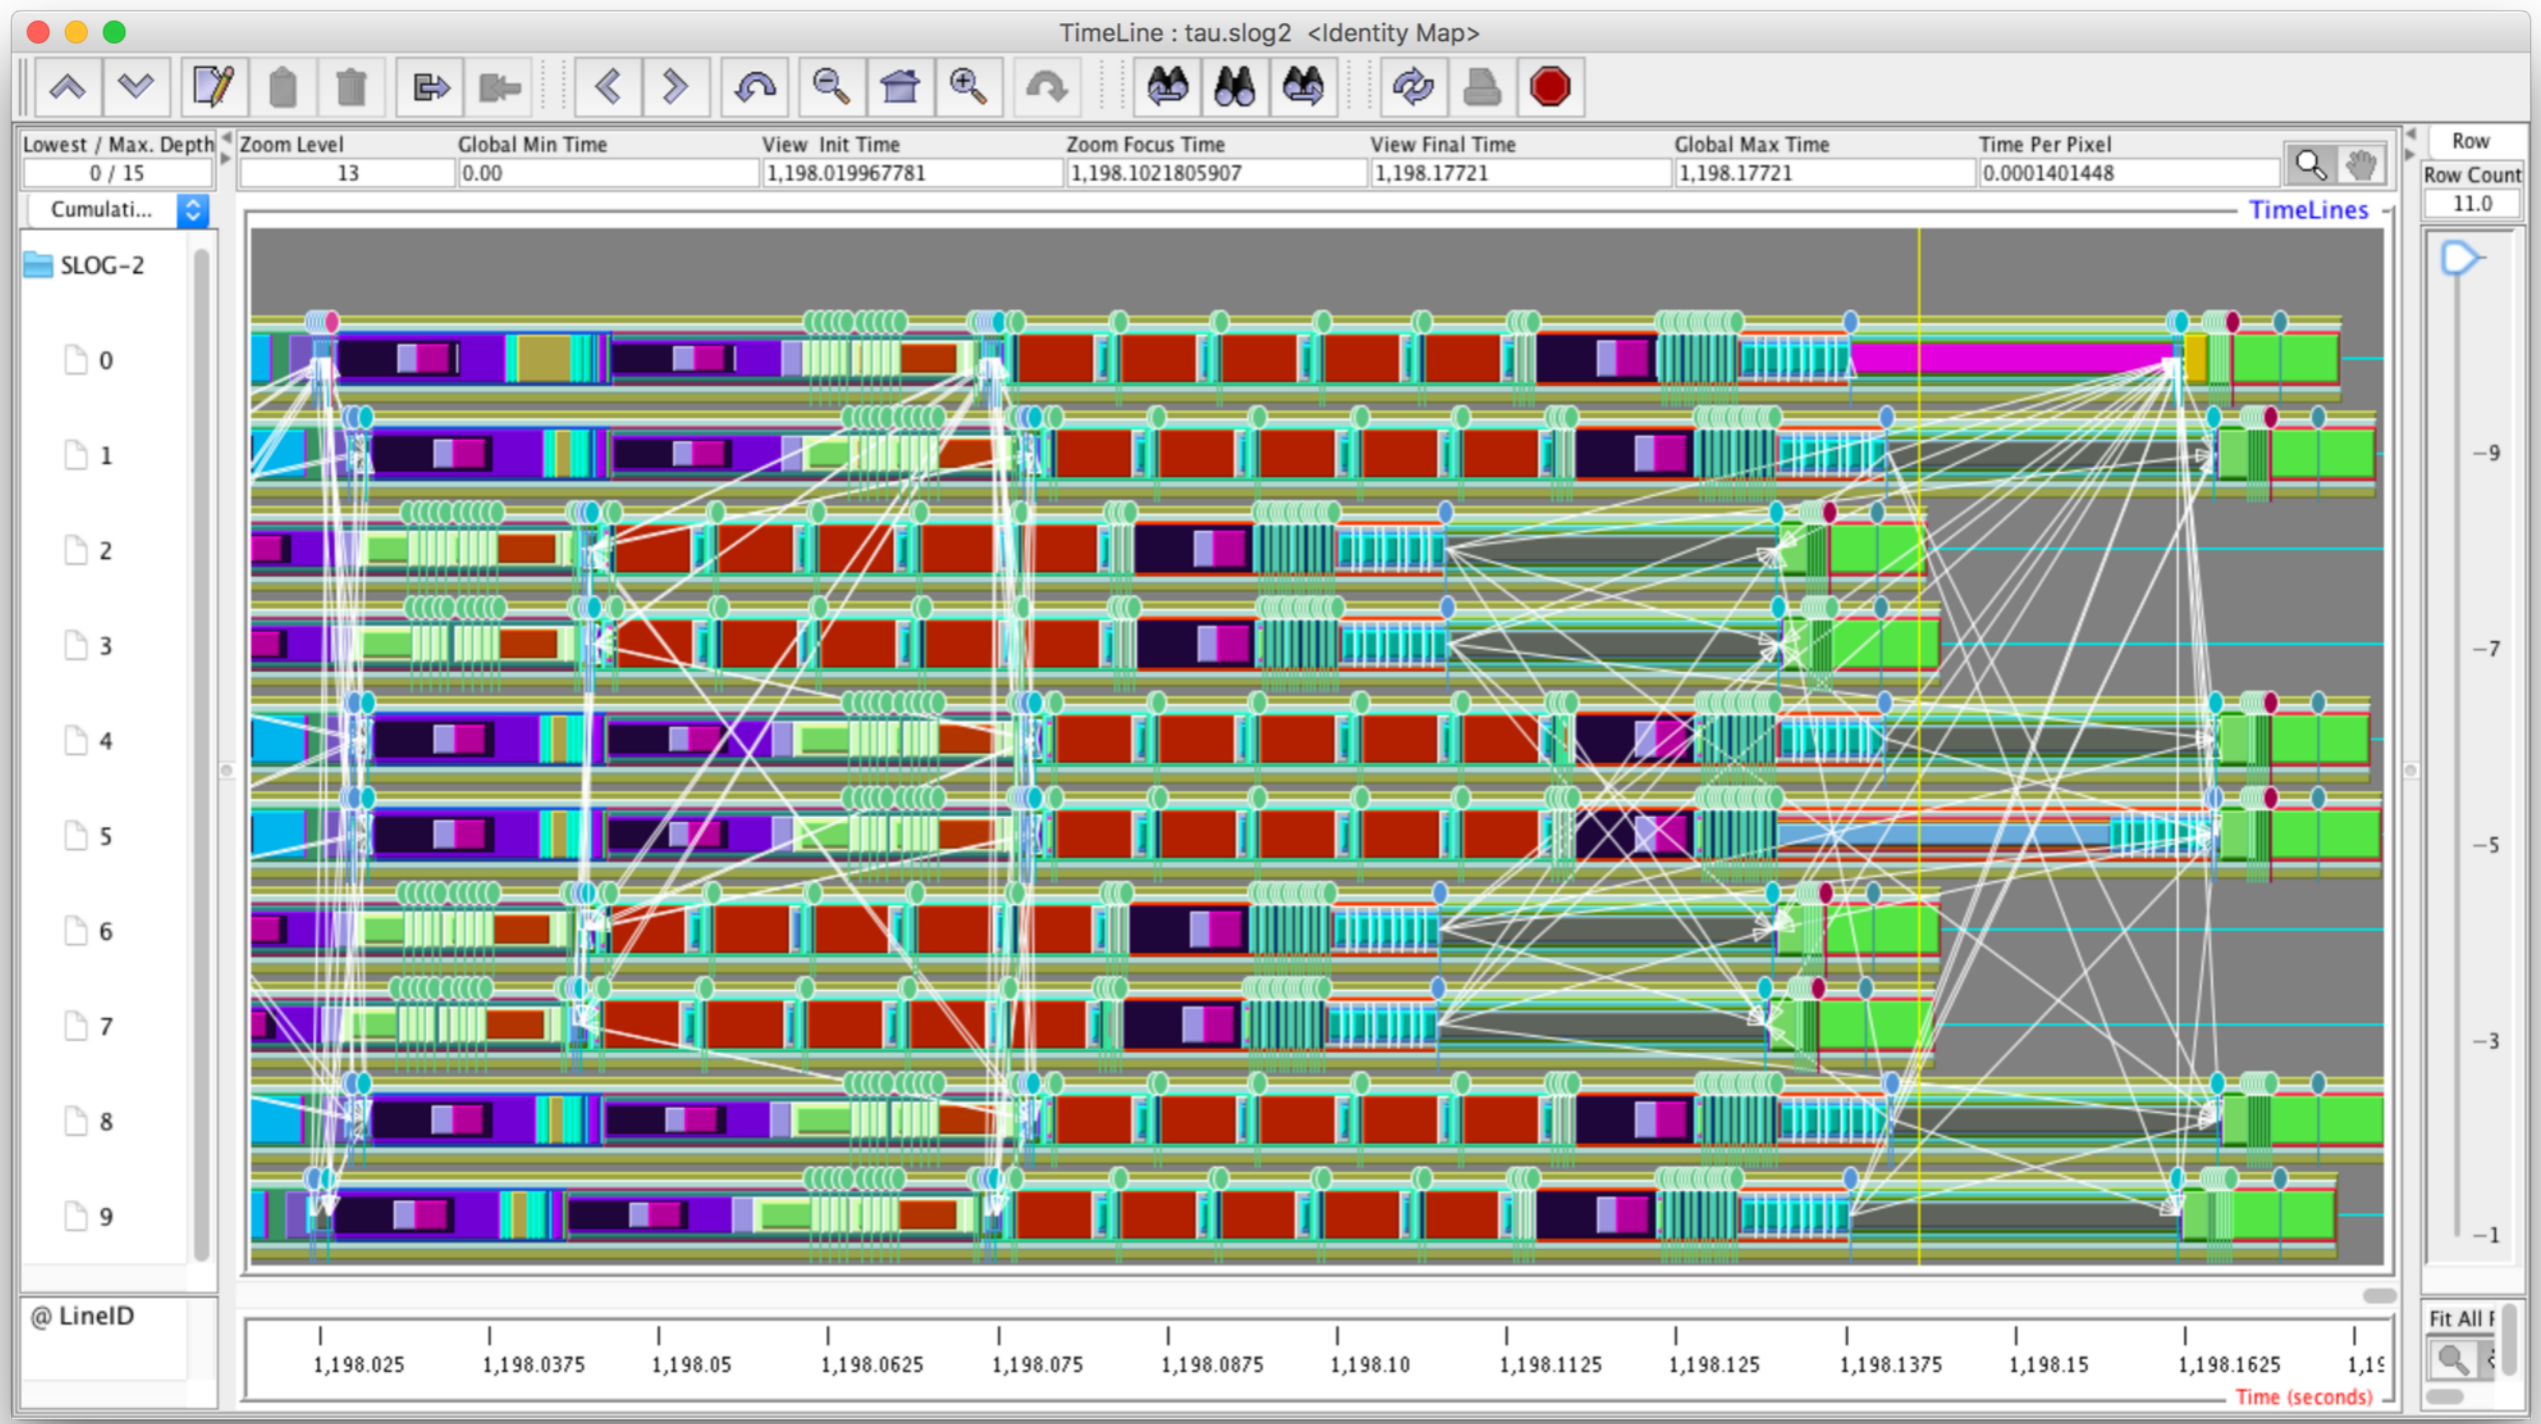 TimeLine : tau.slog2 <Identity Map>
Lowest / Max. Depth
0 / 15
Zoom Level
13
Global Min Time
0.00
View Init Time
1,198.019967781
Zoom Focus Time
1,198.1021805907
View Final Time
1,198.17721
Global Max Time
1,198.17721
Time Per Pixel
0.0001401448
Row
Row Count
11.0
Cumulati...
TimeLines
SLOG-2
0
1
2
3
4
5
6
7
8
9
9
7
5
3
1
@ LineID
Fit All
1,198.025
1,198.0375
1,198.05
1,198.0625
1,198.075
1,198.0875
1,198.10
1,198.1125
1,198.125
1,198.1375
1,198.15
1,198.1625
Time (seconds)